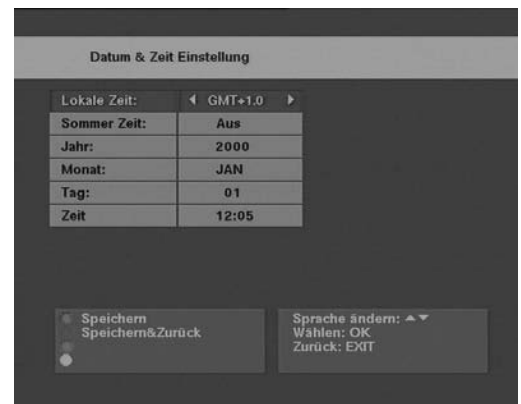 Datum & Zeit Einstellung
Lokale Zeit: ◀ GMT+1.0 ▶
Sommer Zeit: Aus
Jahr: 2000
Monat: JAN
Tag: 01
Zeit 12:05
Speichern
Speichern&Zurück
Sprache ändern: ▲▼
Wählen: OK
Zurück: EXIT